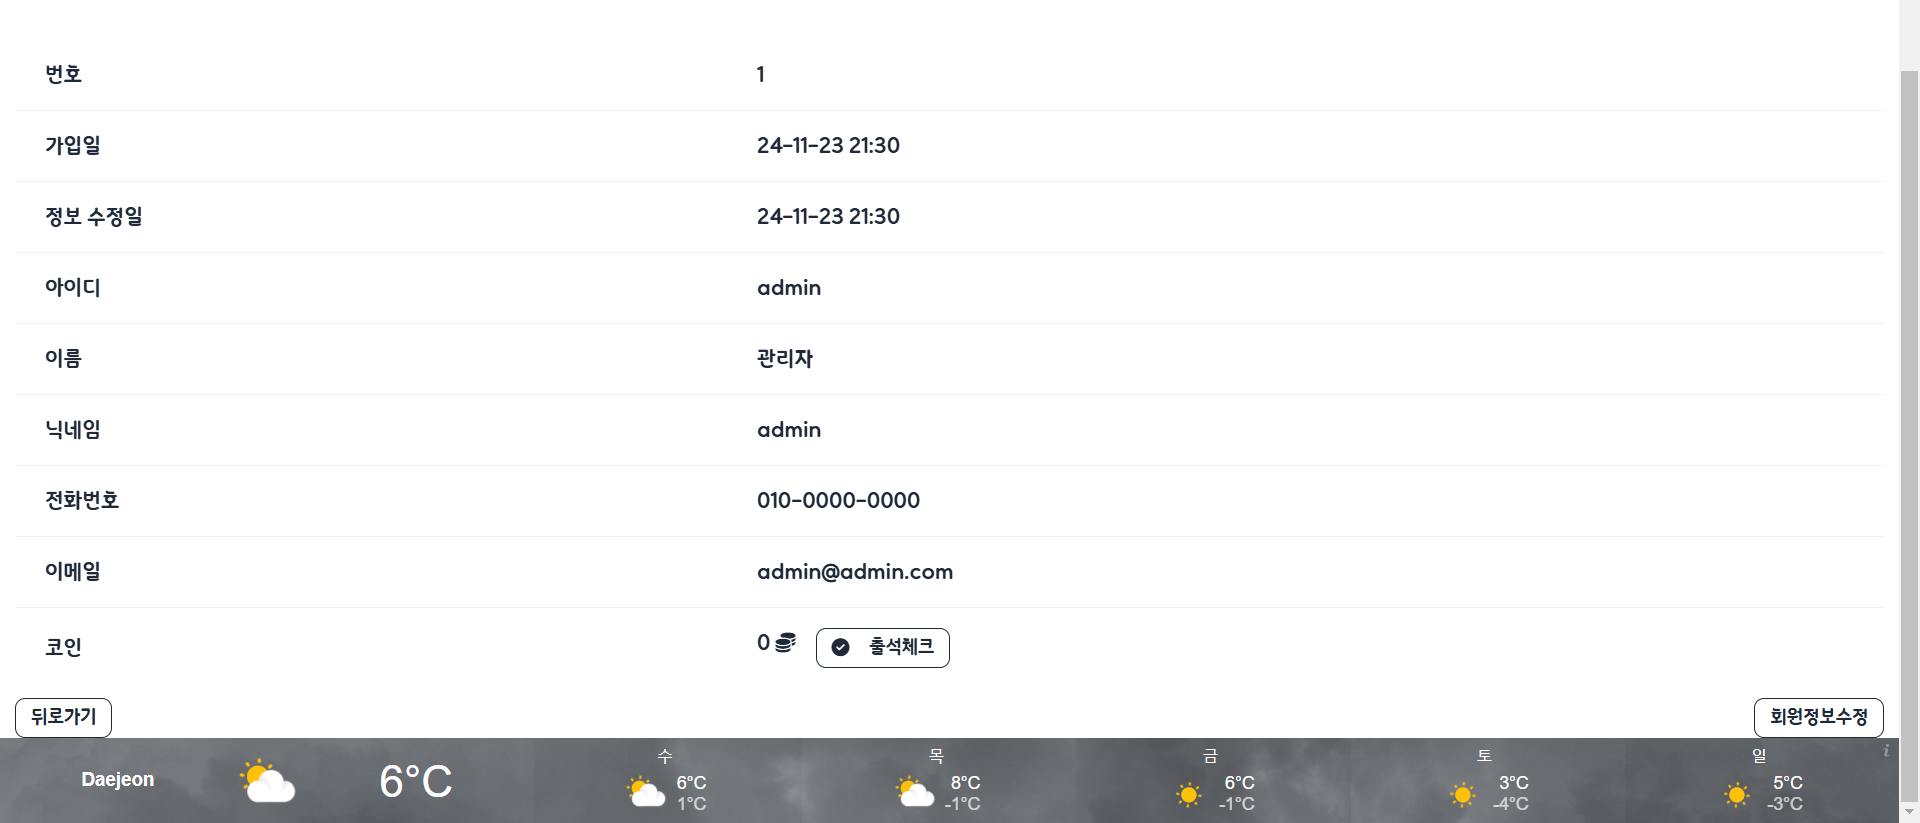 번호 1
가입일 24-11-23 21:30
정보 수정일 24-11-23 21:30
아이디 admin
이름 관리자
닉네임 admin
전화번호 010-0000-0000
이메일 admin@admin.com
코인 0 출석체크
뒤로가기 회원정보수정
Daejeon 6°C
수 6°C 1°C
목 8°C -1°C
금 6°C -1°C
토 3°C -4°C
일 5°C -3°C
i